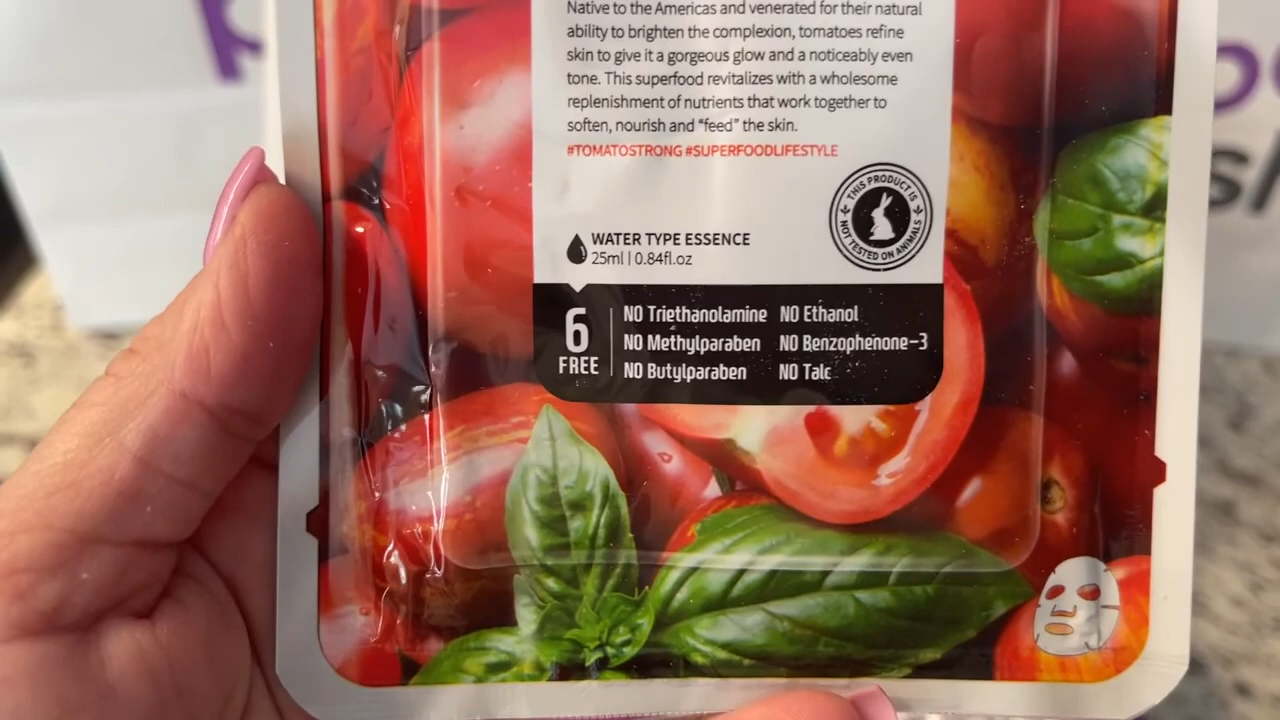 Native to the Americas and venerated for their natural
ability to brighten the complexion, tomatoes refine
skin to give it a gorgeous glow and a noticeably even
tone. This superfood revitalizes with a wholesome
replenishment of nutrients that work together to
soften, nourish and "feed" the skin.
#TOMATOSTRONG #SUPERFOODLIFESTYLE
THIS PRODUCT IS
NOT TESTED ON ANIMALS
WATER TYPE ESSENCE
25ml | 0.84fl.oz
6
FREE
NO Triethanolamine NO Ethanol
NO Methylparaben NO Benzophenone-3
NO Butylparaben NO Talc